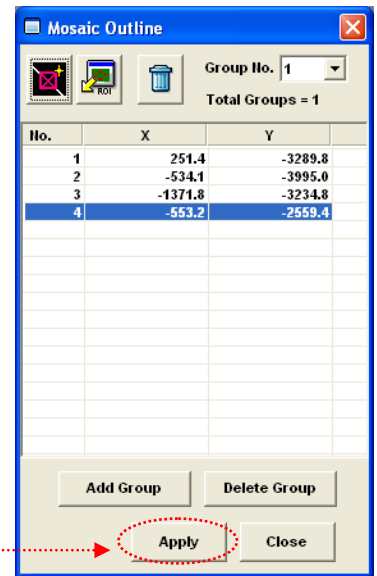 Mosaic Outline
ROI
Group No. 1
Total Groups = 1
No. X Y
1 251.4 -3289.8
2 -534.1 -3995.0
3 -1371.8 -3234.8
4 -553.2 -2559.4
Add Group Delete Group
Apply Close